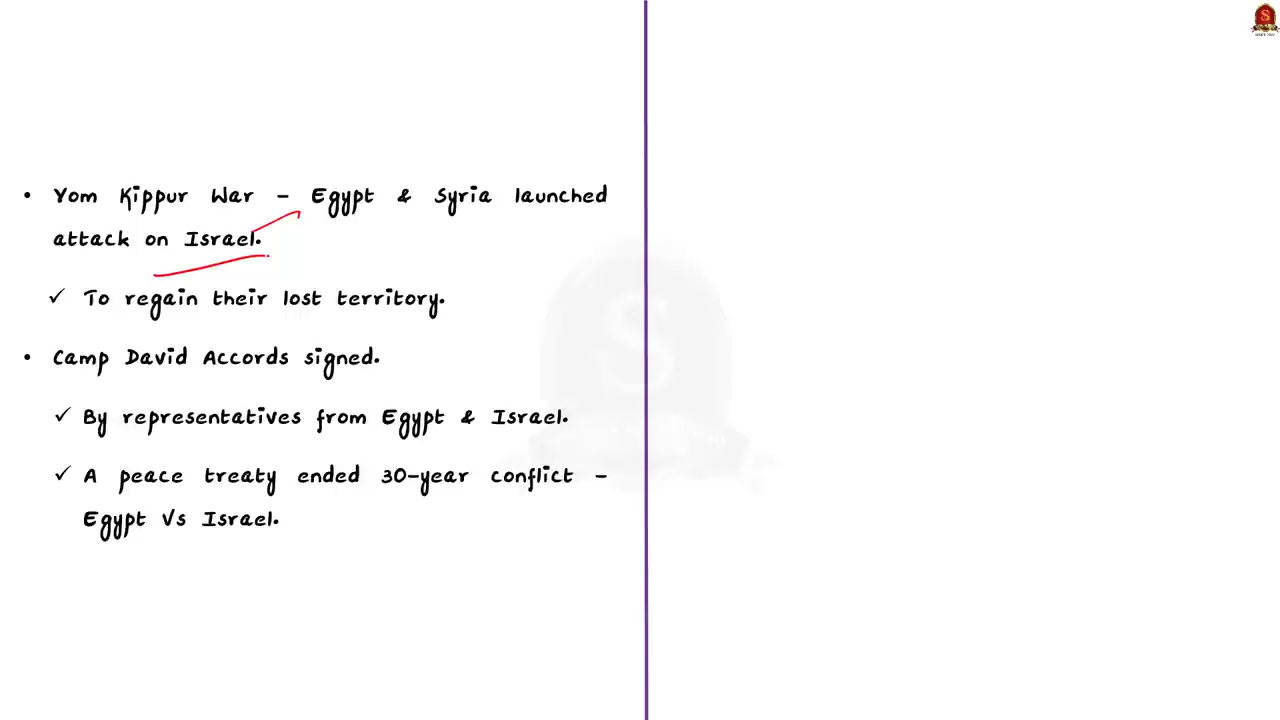 • Yom Kippur War – Egypt & Syria launched
attack on Israel.
✓ To regain their lost territory.
• Camp David Accords signed.
✓ By representatives from Egypt & Israel.
✓ A peace treaty ended 30-year conflict –
Egypt Vs Israel.